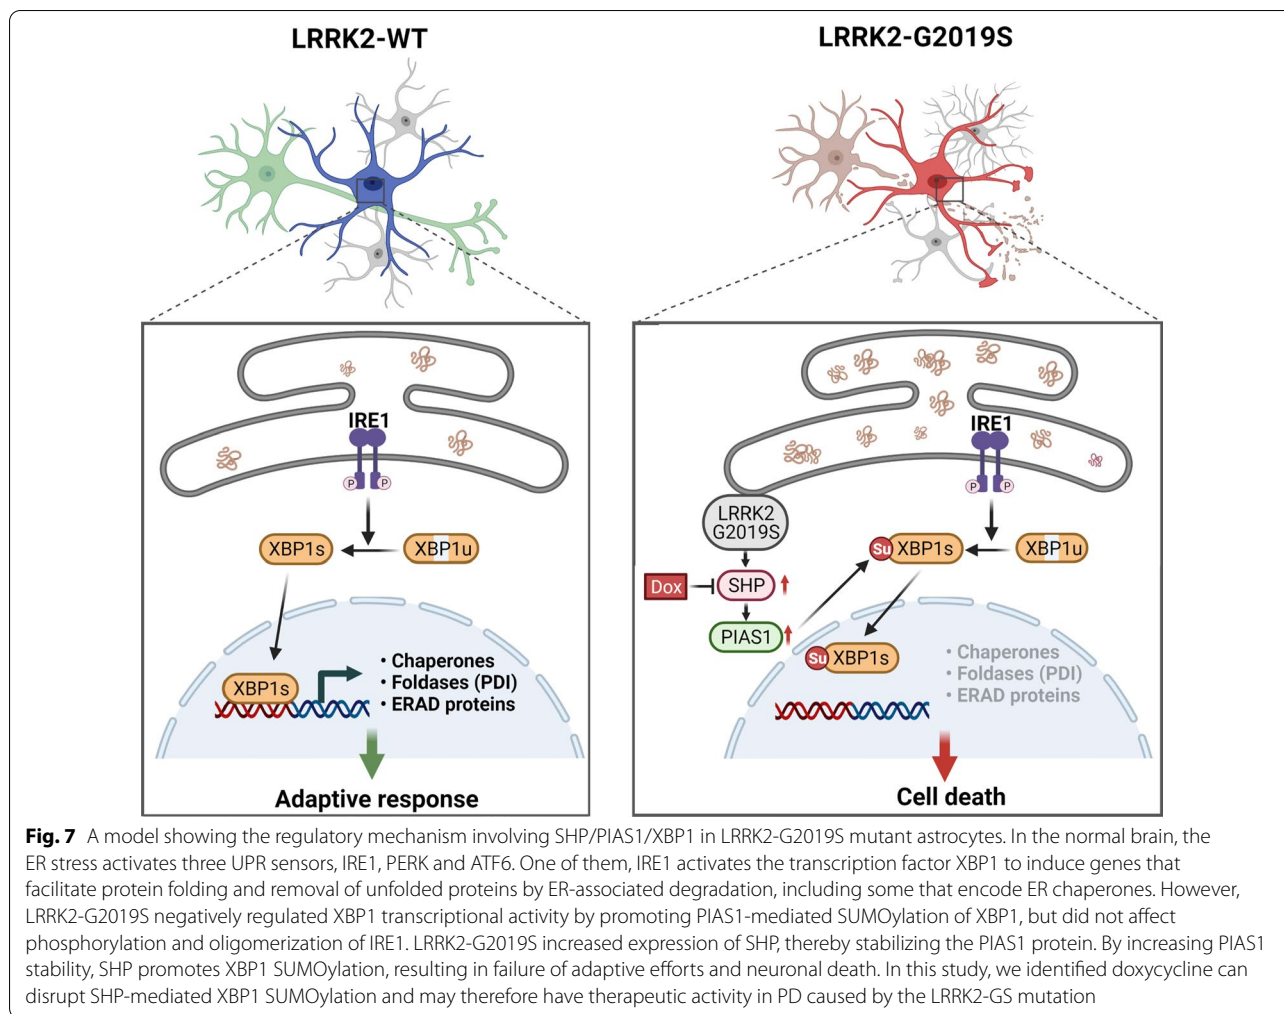 LRRK2-WT
LRRK2-G2019S
IRE1
P
P
XBP1s
XBP1u
XBP1s
• Chaperones
• Foldases (PDI)
• ERAD proteins
Adaptive response
IRE1
P
P
LRRK2
G2019S
Su
XBP1s
XBP1u
Dox
SHP
PIAS1
Su
XBP1s
• Chaperones
• Foldases (PDI)
• ERAD proteins
Cell death
Fig. 7 A model showing the regulatory mechanism involving SHP/PIAS1/XBP1 in LRRK2-G2019S mutant astrocytes. In the normal brain, the
ER stress activates three UPR sensors, IRE1, PERK and ATF6. One of them, IRE1 activates the transcription factor XBP1 to induce genes that
facilitate protein folding and removal of unfolded proteins by ER-associated degradation, including some that encode ER chaperones. However,
LRRK2-G2019S negatively regulated XBP1 transcriptional activity by promoting PIAS1-mediated SUMOylation of XBP1, but did not affect
phosphorylation and oligomerization of IRE1. LRRK2-G2019S increased expression of SHP, thereby stabilizing the PIAS1 protein. By increasing PIAS1
stability, SHP promotes XBP1 SUMOylation, resulting in failure of adaptive efforts and neuronal death. In this study, we identified doxycycline can
disrupt SHP-mediated XBP1 SUMOylation and may therefore have therapeutic activity in PD caused by the LRRK2-GS mutation